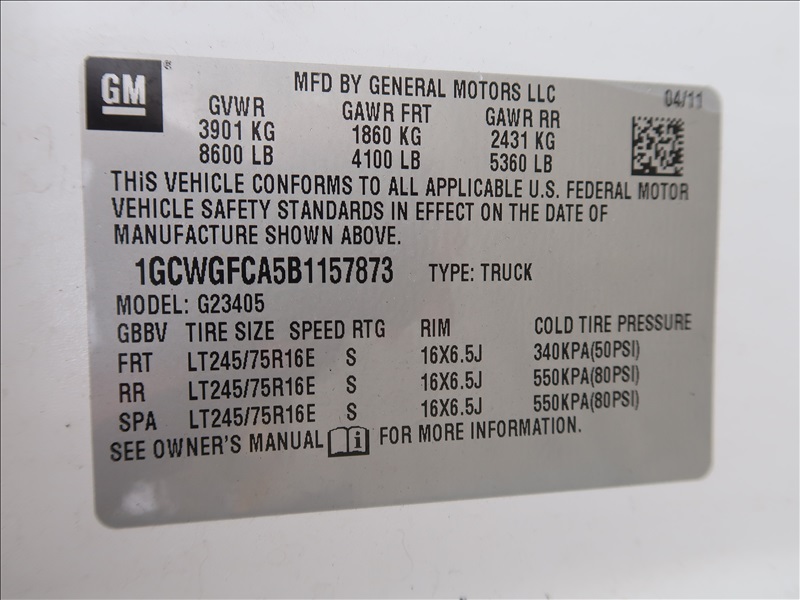 GM
MFD BY GENERAL MOTORS LLC 04/11
GVWR GAWR FRT GAWR RR
3901 KG 1860 KG 2431 KG
8600 LB 4100 LB 5360 LB
THiS VEHICLE CONFORMS TO ALL APPLICABLE U.S. FEDERAL MOTOR
VEHICLE SAFETY STANDARDS IN EFFECT ON THE DATE OF
MANUFACTURE SHOWN ABOVE.
1GCWGFCA5B1157873 TYPE: TRUCK
MODEL: G23405
GBBV TIRE SIZE SPEED RTG RIM COLD TIRE PRESSURE
FRT LT245/75R16E S 16X6.5J 340KPA(50PSI)
RR LT245/75R16E S 16X6.5J 550KPA(80PSI)
SPA LT245/75R16E S 16X6.5J 550KPA(80PSI)
SEE OWNER'S MANUAL i FOR MORE INFORMATION.